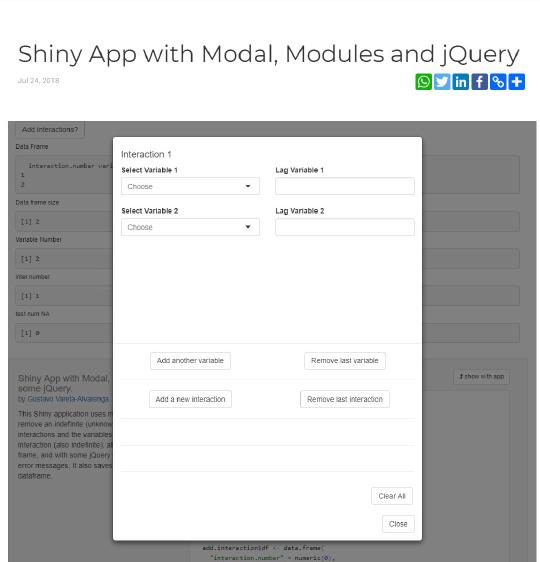 Shiny App with Modal, Modules and jQuery
Jul 24, 2018
Add interactions?
Data Frame
interaction.number vari
1
2
Data frame size
[1] 2
Variable Number
[1] 2
inter.number
[1] 1
last num NA
[1] 0
Interaction 1
Select Variable 1 Lag Variable 1
Choose
Select Variable 2 Lag Variable 2
Choose
Add another variable Remove last variable
Add a new interaction Remove last interaction
Clear All
Close
Shiny App with Modal,
some jQuery.
by Gustavo Varela-Alvarenga
show with app
This Shiny application uses m
remove an indefinite (unknow
interactions and the variables
interaction (also indefinite), al
frame, and with some jQuery
error messages. It also saves
dataframe.
add.interaction1df <- data.frame(
"interaction.number" = numeric(0),